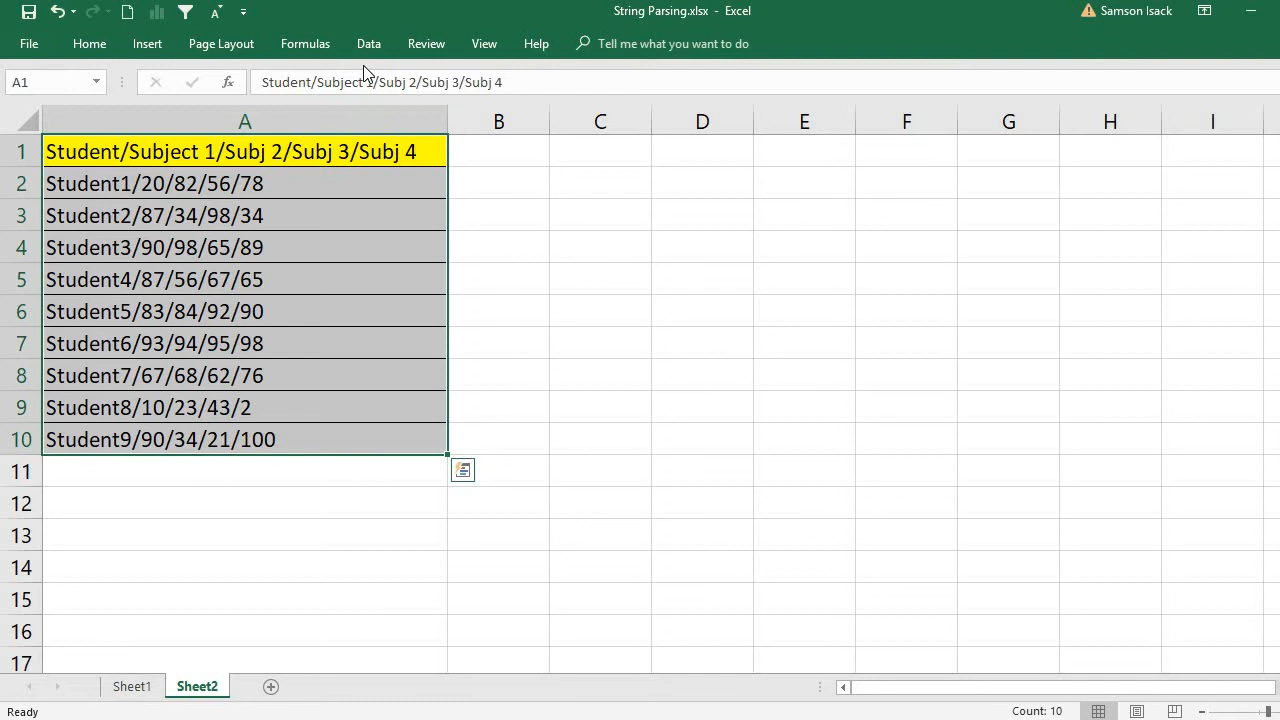 String Parsing.xlsx - Excel
Samson Isack
File Home Insert Page Layout Formulas Data Review View Help Tell me what you want to do
A1 fx Student/Subject 1/Subj 2/Subj 3/Subj 4
A B C D E F G H I
1 Student/Subject 1/Subj 2/Subj 3/Subj 4
2 Student1/20/82/56/78
3 Student2/87/34/98/34
4 Student3/90/98/65/89
5 Student4/87/56/67/65
6 Student5/83/84/92/90
7 Student6/93/94/95/98
8 Student7/67/68/62/76
9 Student8/10/23/43/2
10 Student9/90/34/21/100
11
12
13
14
15
16
17
Sheet1 Sheet2
Ready Count: 10